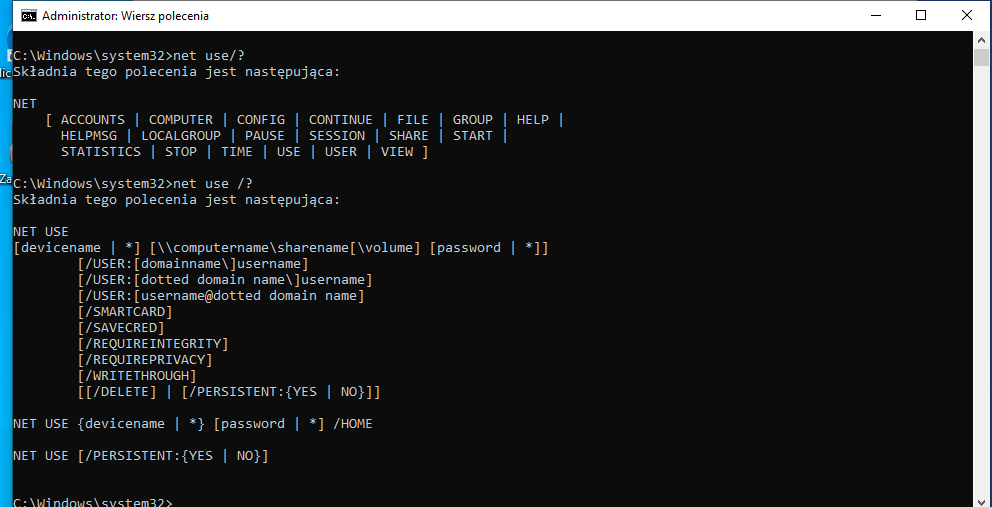 Administrator: Wiersz polecenia
C:\Windows\system32>net use/?
Składnia tego polecenia jest następująca:
NET
[ ACCOUNTS | COMPUTER | CONFIG | CONTINUE | FILE | GROUP | HELP |
HELPMSG | LOCALGROUP | PAUSE | SESSION | SHARE | START |
STATISTICS | STOP | TIME | USE | USER | VIEW ]
C:\Windows\system32>net use /?
Składnia tego polecenia jest następująca:
NET USE
[devicename | *] [\\computername\sharename[\volume] [password | *]]
[/USER:[domainname\]username]
[/USER:[dotted domain name\]username]
[/USER:[username@dotted domain name]
[/SMARTCARD]
[/SAVECRED]
[/REQUIREINTEGRITY]
[/REQUIREPRIVACY]
[/WRITETHROUGH]
[[/DELETE] | [/PERSISTENT:{YES | NO}]]
NET USE {devicename | *} [password | *] /HOME
NET USE [/PERSISTENT:{YES | NO}]
C:\Windows\system32>